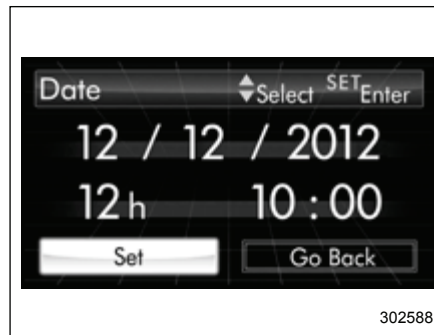 Date Select SET Enter
12 / 12 / 2012
12h 10:00
Set Go Back
302588